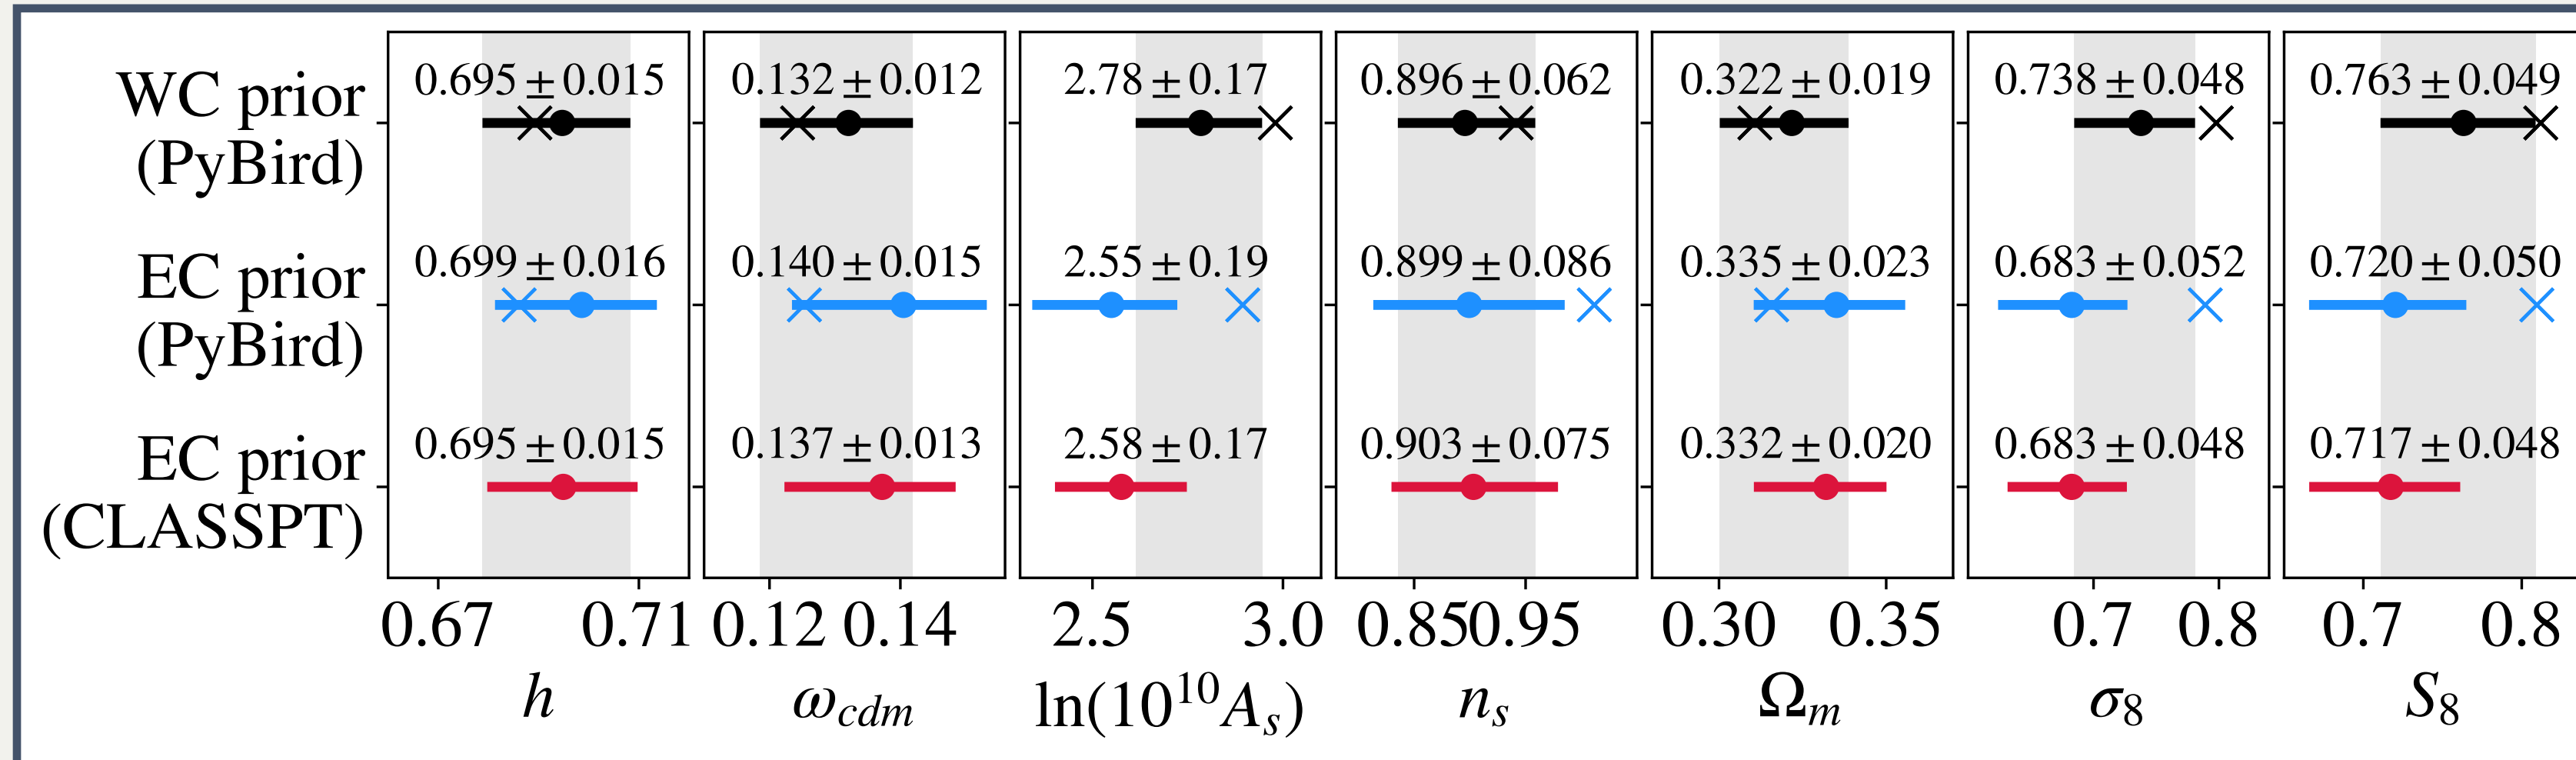 WC prior
(PyBird)
0.695 ± 0.015 0.132 ± 0.012 2.78 ± 0.17 0.896 ± 0.062 0.322 ± 0.019 0.738 ± 0.048 0.763 ± 0.049
EC prior
(PyBird)
0.699 ± 0.016 0.140 ± 0.015 2.55 ± 0.19 0.899 ± 0.086 0.335 ± 0.023 0.683 ± 0.052 0.720 ± 0.050
EC prior
(CLASSPT)
0.695 ± 0.015 0.137 ± 0.013 2.58 ± 0.17 0.903 ± 0.075 0.332 ± 0.020 0.683 ± 0.048 0.717 ± 0.048
0.67 0.71 0.12 0.14 2.5 3.0 0.85 0.95 0.30 0.35 0.7 0.8 0.7 0.8
h ω_cdm ln(10¹⁰A_s) n_s Ω_m σ₈ S₈